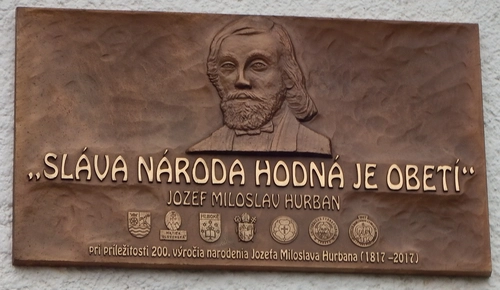 „SLÁVA NÁRODA HODNÁ JE OBETÍ“
JOZEF MILOSLAV HURBAN
pri príležitosti 200. výročia narodenia Jozefa Miloslava Hurbana (1817 -2017)